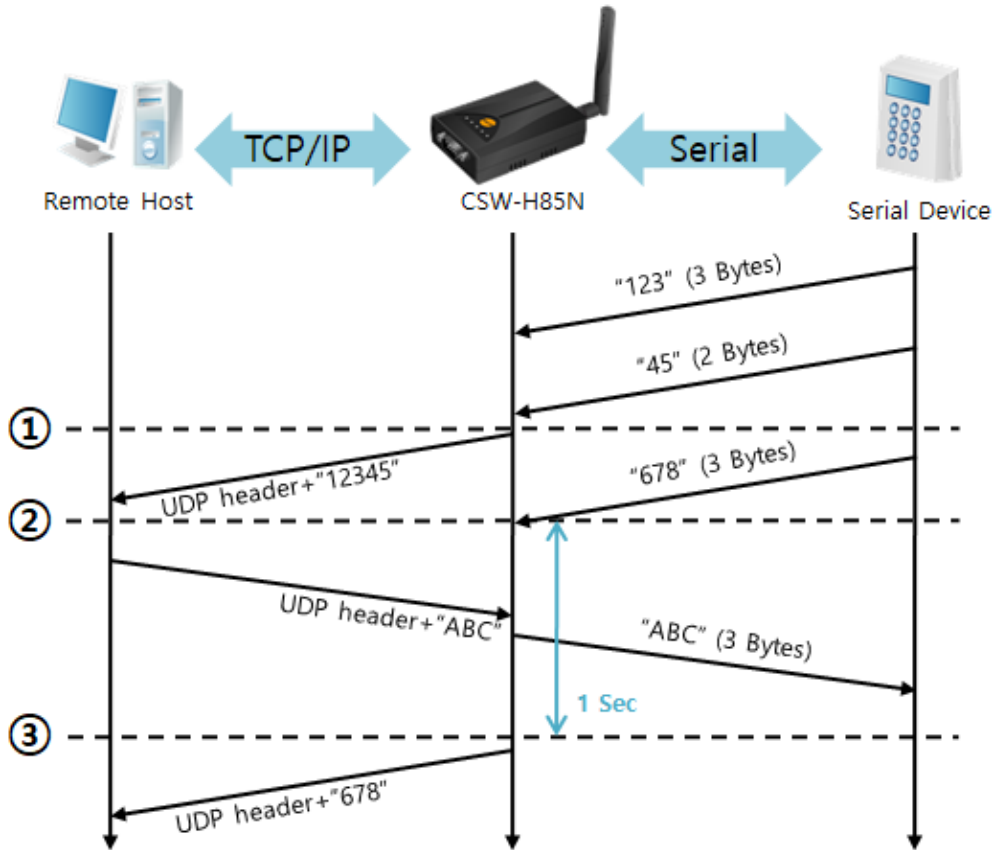 TCP/IP
Serial
Remote Host
CSW-H85N
Serial Device
"123" (3 Bytes)
"45" (2 Bytes)
①
UDP header+"12345"
"678" (3 Bytes)
②
UDP header+"ABC"
"ABC" (3 Bytes)
1 Sec
③
UDP header+"678"